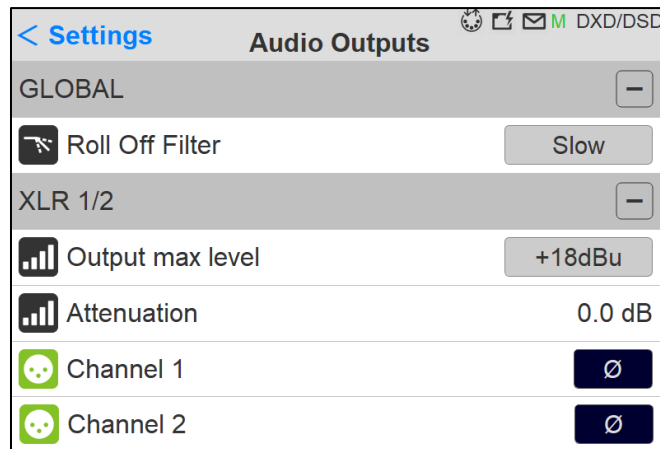 < Settings
Audio Outputs
M DXD/DSD
GLOBAL
Roll Off Filter
Slow
XLR 1/2
Output max level
+18dBu
Attenuation
0.0 dB
Channel 1
Ø
Channel 2
Ø